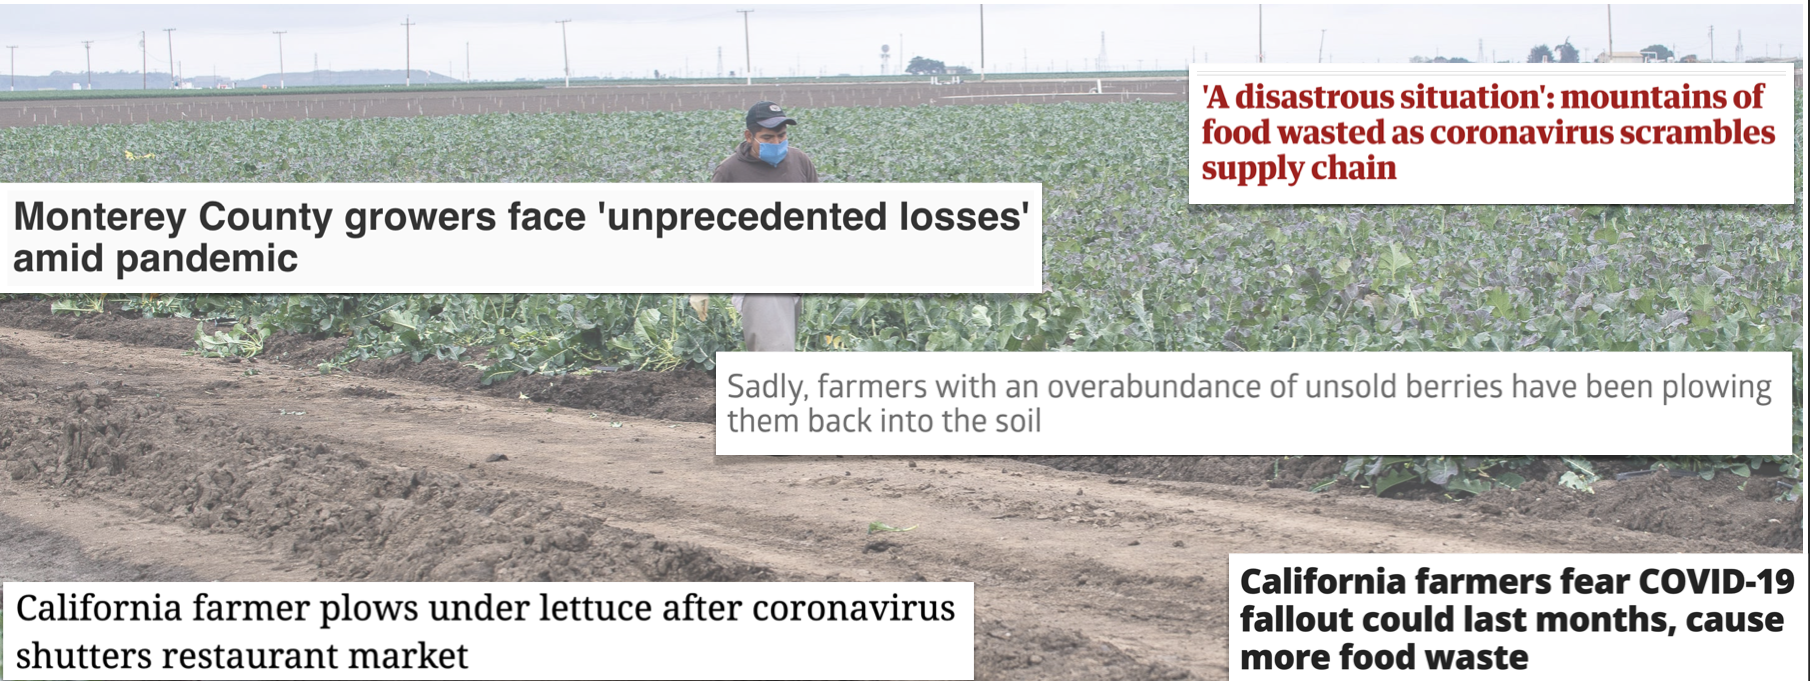 'A disastrous situation': mountains of
food wasted as coronavirus scrambles
supply chain
Monterey County growers face 'unprecedented losses'
amid pandemic
Sadly, farmers with an overabundance of unsold berries have been plowing
them back into the soil
California farmer plows under lettuce after coronavirus
shutters restaurant market
California farmers fear COVID-19
fallout could last months, cause
more food waste